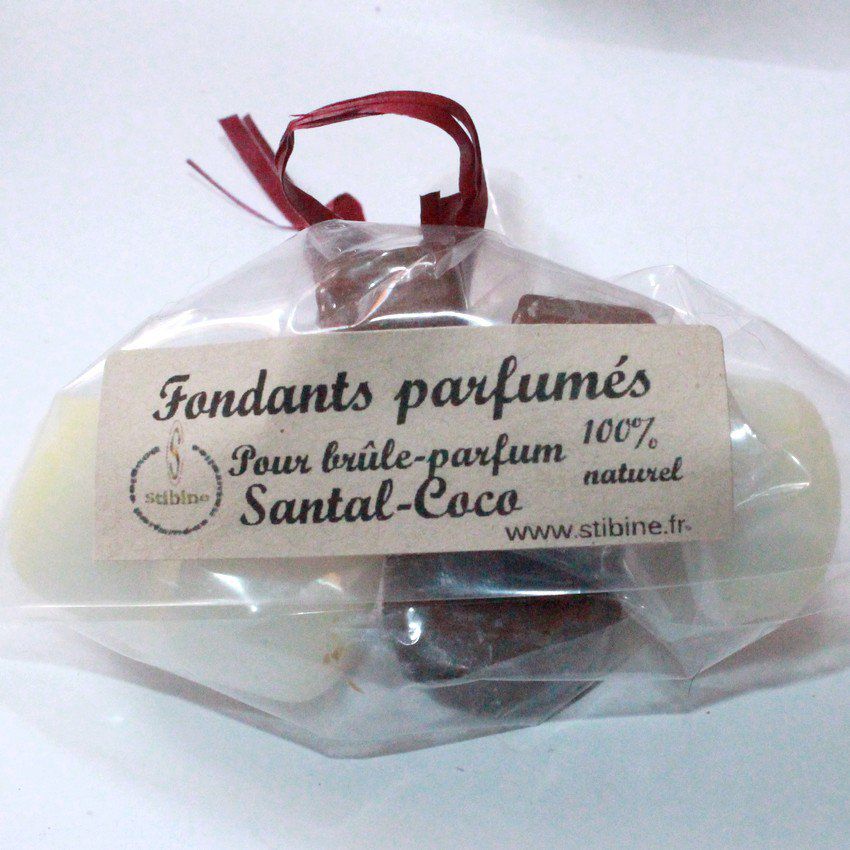 Fondants parfumés
Pour brûle-parfum
100%
naturel
stibine
Santal-Coco
www.stibine.fr